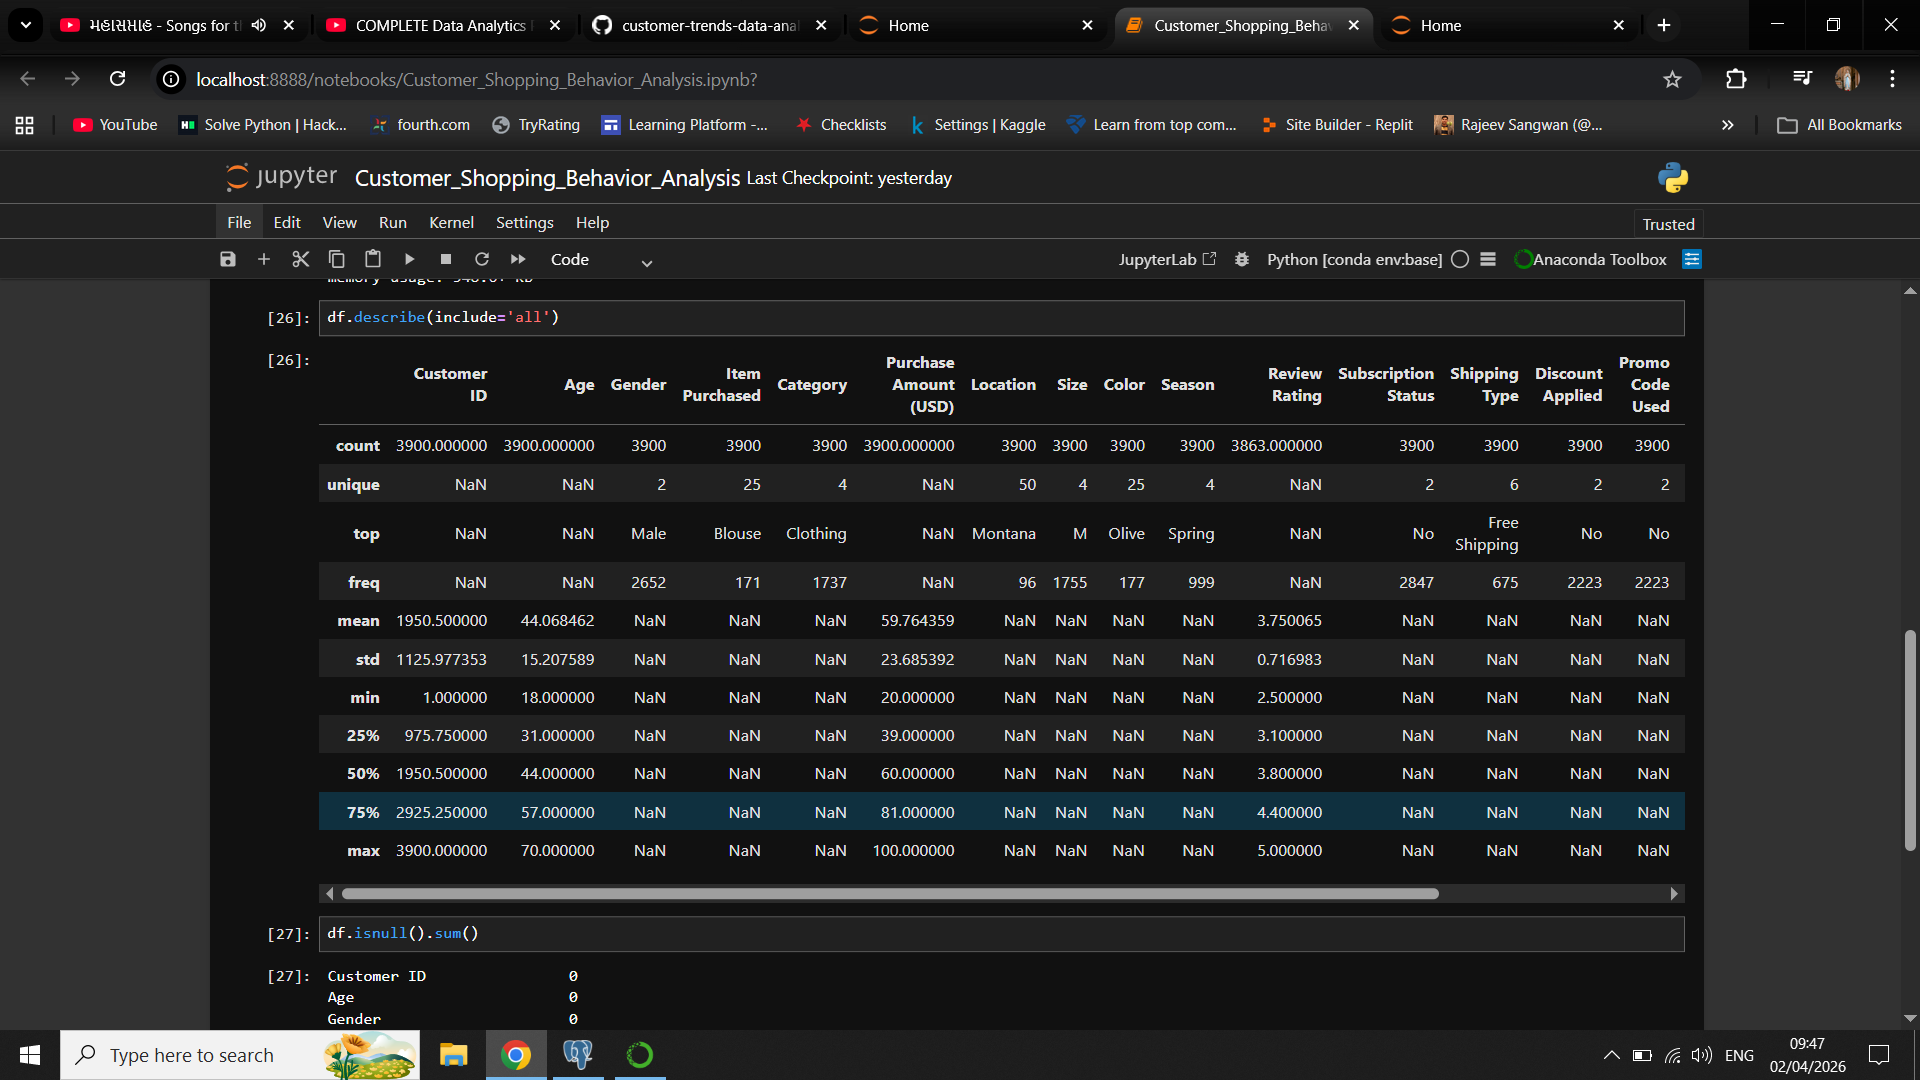 મહાસમાહ - Songs for t
COMPLETE Data Analytics
customer-trends-data-anal
Home
Customer_Shopping_Behav
Home
localhost:8888/notebooks/Customer_Shopping_Behavior_Analysis.ipynb?
YouTube
Solve Python | Hack...
fourth.com
TryRating
Learning Platform -...
Checklists
Settings | Kaggle
Learn from top com...
Site Builder - Replit
Rajeev Sangwan (@...
All Bookmarks
jupyter
Customer_Shopping_Behavior_Analysis Last Checkpoint: yesterday
File Edit View Run Kernel Settings Help
Trusted
Code
JupyterLab
Python [conda env:base]
Anaconda Toolbox
[26]: df.describe(include='all')
[26]:
Customer ID Age Gender Item Purchased Category Purchase Amount (USD) Location Size Color Season Review Rating Subscription Status Shipping Type Discount Applied Promo Code Used
count 3900.000000 3900.000000 3900 3900 3900 3900.000000 3900 3900 3900 3900 3863.000000 3900 3900 3900 3900
unique NaN NaN 2 25 4 NaN 50 4 25 4 NaN 2 6 2 2
top NaN NaN Male Blouse Clothing NaN Montana M Olive Spring NaN No Free Shipping No No
freq NaN NaN 2652 171 1737 NaN 96 1755 177 999 NaN 2847 675 2223 2223
mean 1950.500000 44.068462 NaN NaN NaN 59.764359 NaN NaN NaN NaN 3.750065 NaN NaN NaN NaN
std 1125.977353 15.207589 NaN NaN NaN 23.685392 NaN NaN NaN NaN 0.716983 NaN NaN NaN NaN
min 1.000000 18.000000 NaN NaN NaN 20.000000 NaN NaN NaN NaN 2.500000 NaN NaN NaN NaN
25% 975.750000 31.000000 NaN NaN NaN 39.000000 NaN NaN NaN NaN 3.100000 NaN NaN NaN NaN
50% 1950.500000 44.000000 NaN NaN NaN 60.000000 NaN NaN NaN NaN 3.800000 NaN NaN NaN NaN
75% 2925.250000 57.000000 NaN NaN NaN 81.000000 NaN NaN NaN NaN 4.400000 NaN NaN NaN NaN
max 3900.000000 70.000000 NaN NaN NaN 100.000000 NaN NaN NaN NaN 5.000000 NaN NaN NaN NaN
[27]: df.isnull().sum()
[27]: Customer ID 0
Age 0
Gender 0
Type here to search
ENG
09:47
02/04/2026